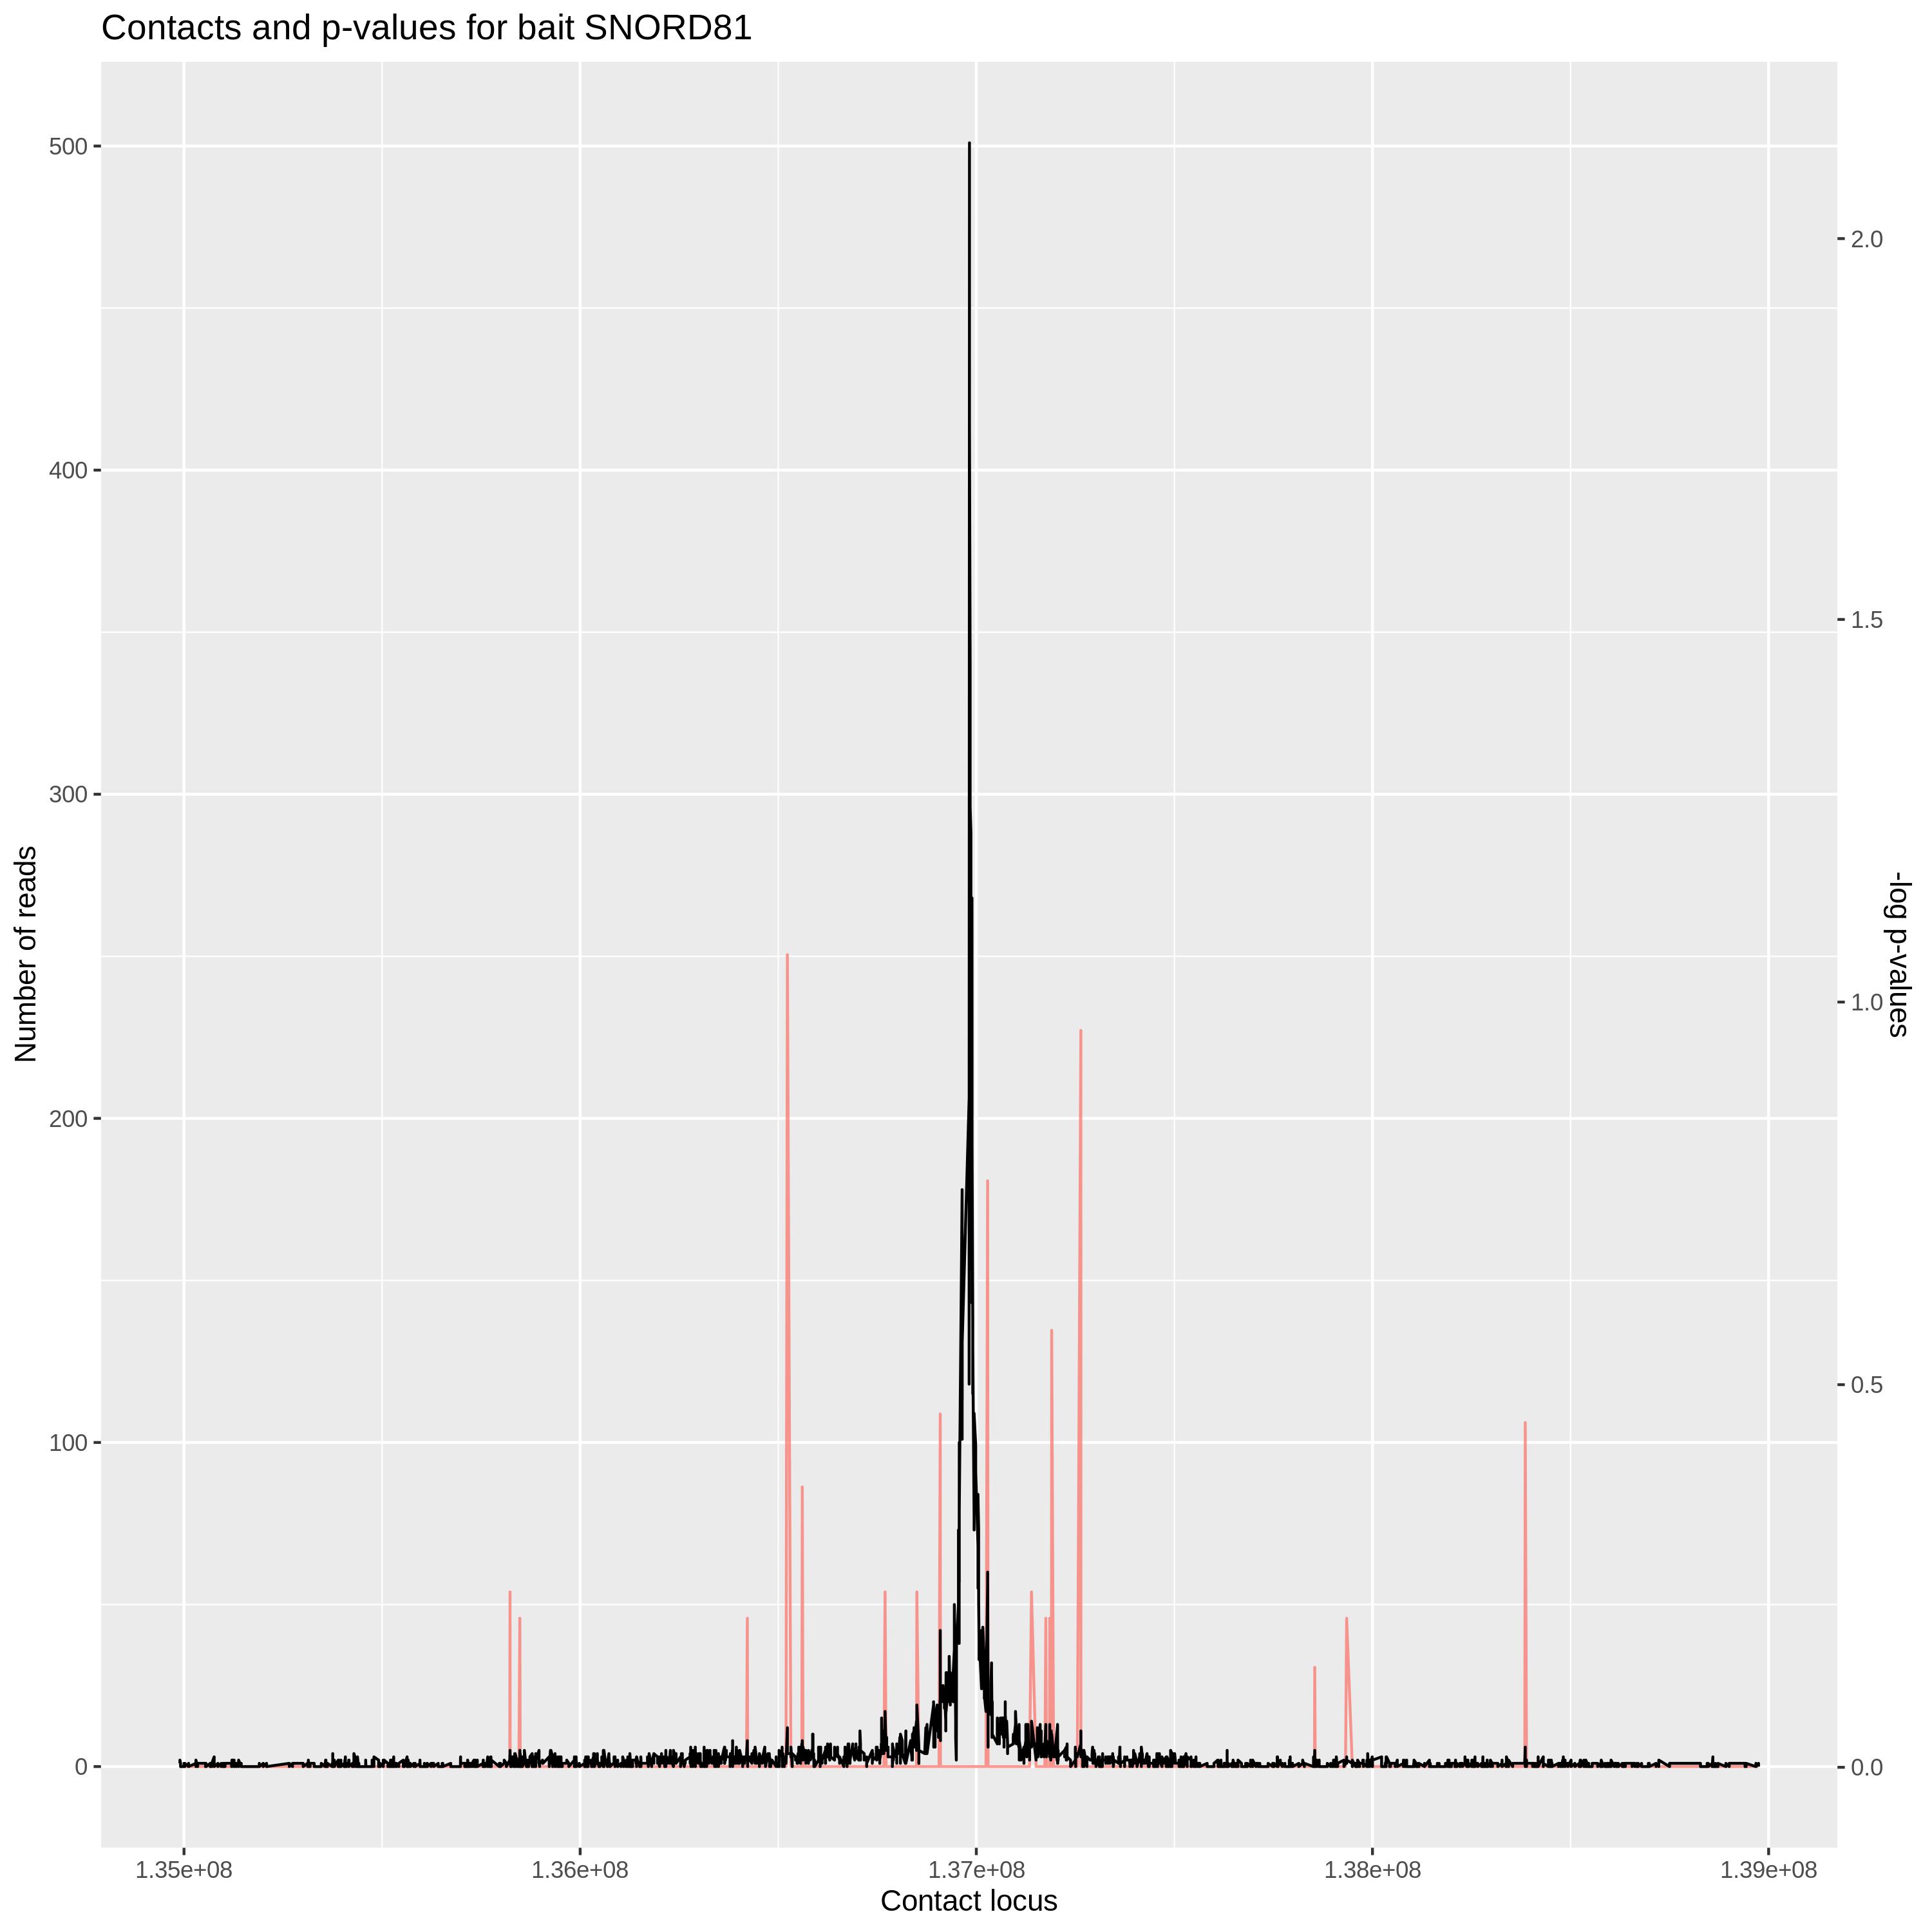 Contacts and p-values for bait SNORD81
500
400
300
200
100
0
Number of reads
2.0
1.5
1.0
0.5
0.0
-log p-values
1.35e+08
1.36e+08
1.37e+08
1.38e+08
1.39e+08
Contact locus